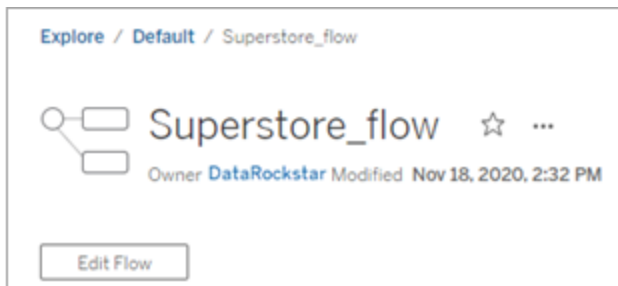 Explore / Default / Superstore_flow
Superstore_flow ☆ ...
Owner DataRockstar Modified Nov 18, 2020, 2:32 PM
Edit Flow